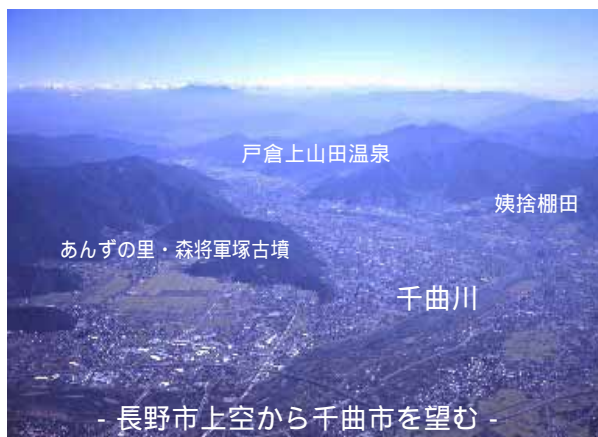 戸倉上山田温泉
姨捨棚田
あんずの里・森将軍塚古墳
千曲川
- 長野市上空から千曲市を望む -